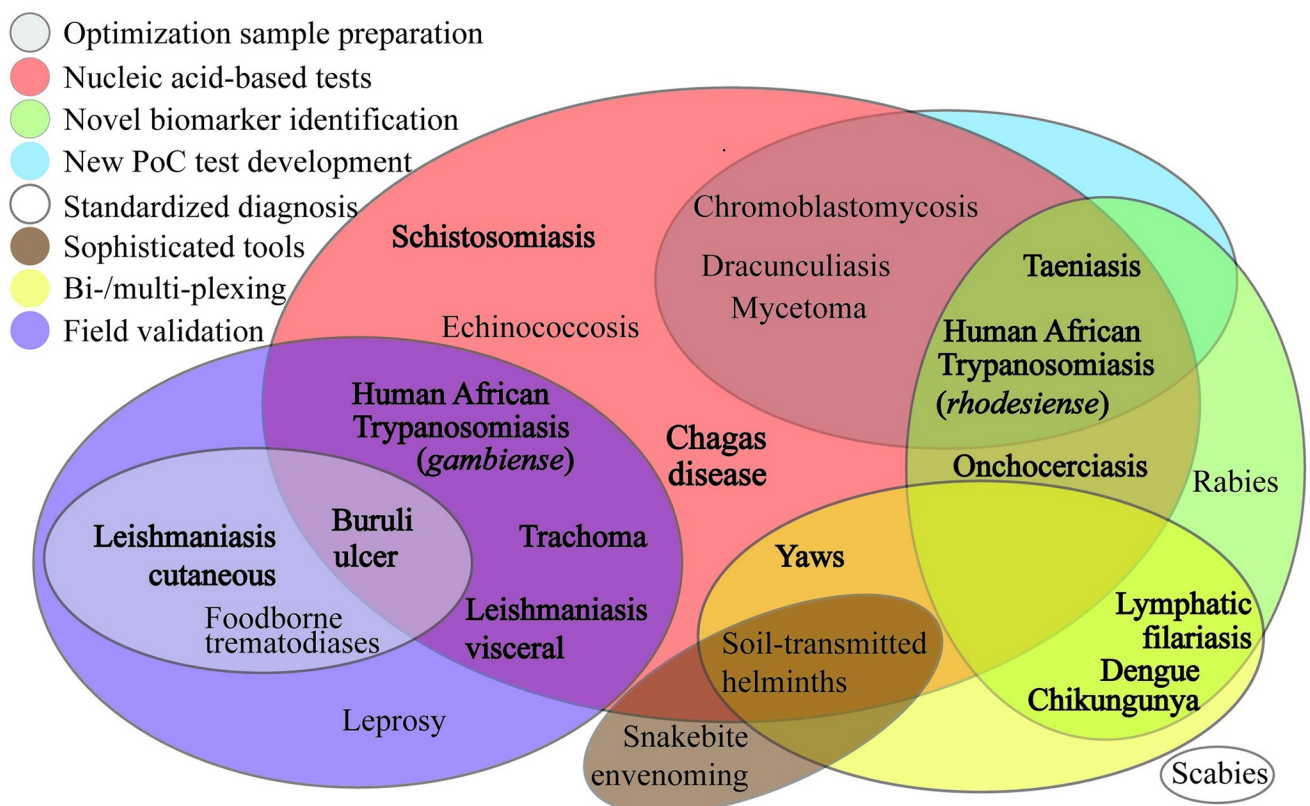 Optimization sample preparation
Nucleic acid-based tests
Novel biomarker identification
New PoC test development
Standardized diagnosis
Sophisticated tools
Bi-/multi-plexing
Field validation
Schistosomiasis
Echinococcosis
Chromoblastomycosis
Dracunculiasis
Mycetoma
Taeniasis
Human African
Trypanosomiasis
(rhodesiense)
Onchocerciasis
Rabies
Human African
Trypanosomiasis
(gambiense)
Chagas
disease
Leishmaniasis
cutaneous
Buruli
ulcer
Trachoma
Foodborne
trematodiases
Leishmaniasis
visceral
Leprosy
Yaws
Soil-transmitted
helminths
Snakebite
envenoming
Lymphatic
filariasis
Dengue
Chikungunya
Scabies